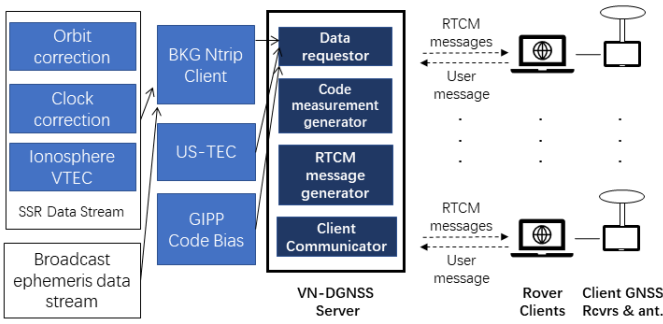 Orbit
correction
Clock
correction
Ionosphere
VTEC
SSR Data Stream
Broadcast
ephemeris data
stream
BKG Ntrip
Client
US-TEC
GIPP
Code Bias
Data
requestor
Code
measurement
generator
RTCM
message
generator
Client
Communicator
VN-DGNSS
Server
RTCM
messages
User
message
RTCM
messages
User
message
Rover
Clients
Client GNSS
Rcvrs & ant.